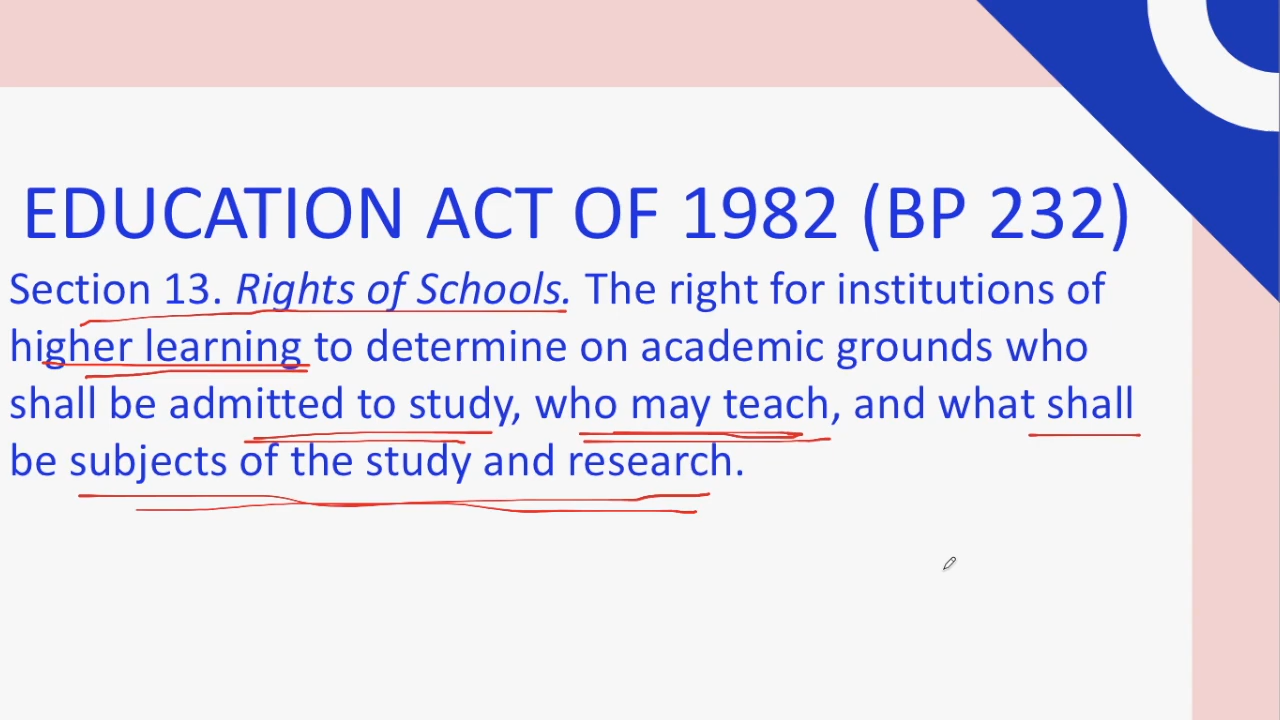 EDUCATION ACT OF 1982 (BP 232)
Section 13. Rights of Schools. The right for institutions of
higher learning to determine on academic grounds who
shall be admitted to study, who may teach, and what shall
be subjects of the study and research.